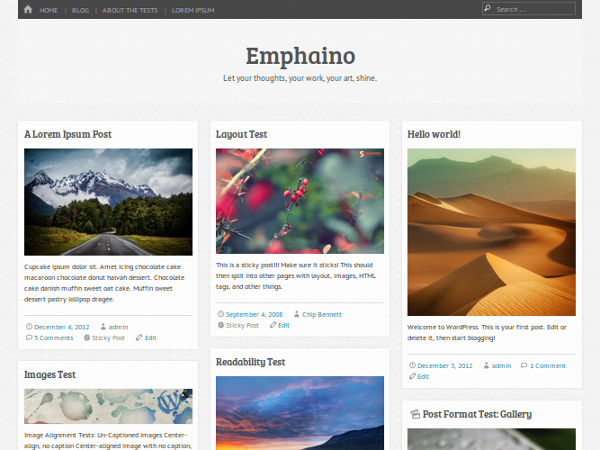 HOME | BLOG | ABOUT THE TESTS | LOREM IPSUM
Search ...
Emphaino
Let your thoughts, your work, your art, shine.
A Lorem Ipsum Post
Cupcake ipsum dolor sit. Amet icing chocolate cake
macaroon chocolate donut halvah dessert. Chocolate
cake danish muffin sweet oat cake. Muffin sweet
dessert pastry lollipop dragée.
December 4, 2012 admin
5 Comments Sticky Post Edit
Images Test
Image Alignment Tests: Un-Captioned Images Center-
align, no caption Center-aligned image with no caption,
Layout Test
This is a sticky post!!! Make sure it sticks! This should
then split into other pages with layout, images, HTML
tags, and other things.
September 4, 2008 Chip Bennett
Sticky Post Edit
Readability Test
Hello world!
Welcome to WordPress. This is your first post. Edit or
delete it, then start blogging!
December 3, 2012 admin 1 Comment
Edit
Post Format Test: Gallery